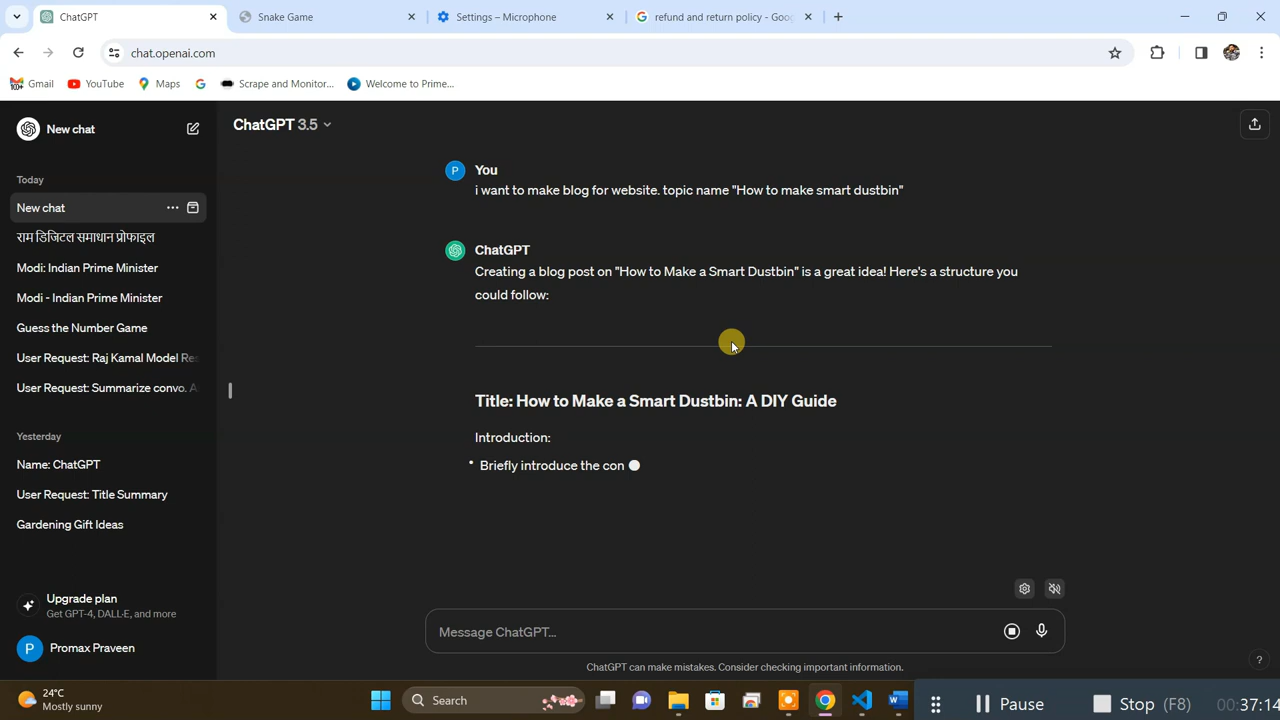 ChatGPT
Snake Game
Settings – Microphone
refund and return policy - Goo
chat.openai.com
Gmail
YouTube
Maps
Scrape and Monitor...
Welcome to Prime...
New chat
ChatGPT 3.5
Today
New chat
राम डिजिटल समाधान प्रोफाइल
Modi: Indian Prime Minister
Modi - Indian Prime Minister
Guess the Number Game
User Request: Raj Kamal Model Re
User Request: Summarize convo. A
Yesterday
Name: ChatGPT
User Request: Title Summary
Gardening Gift Ideas
Upgrade plan
Get GPT-4, DALL·E, and more
P Promax Praveen
P You
i want to make blog for website. topic name "How to make smart dustbin"
ChatGPT
Creating a blog post on "How to Make a Smart Dustbin" is a great idea! Here's a structure you
could follow:
Title: How to Make a Smart Dustbin: A DIY Guide
Introduction:
• Briefly introduce the con
Message ChatGPT...
ChatGPT can make mistakes. Consider checking important information.
?
24°C
Mostly sunny
Search
Pause
Stop (F8)
00:37:14